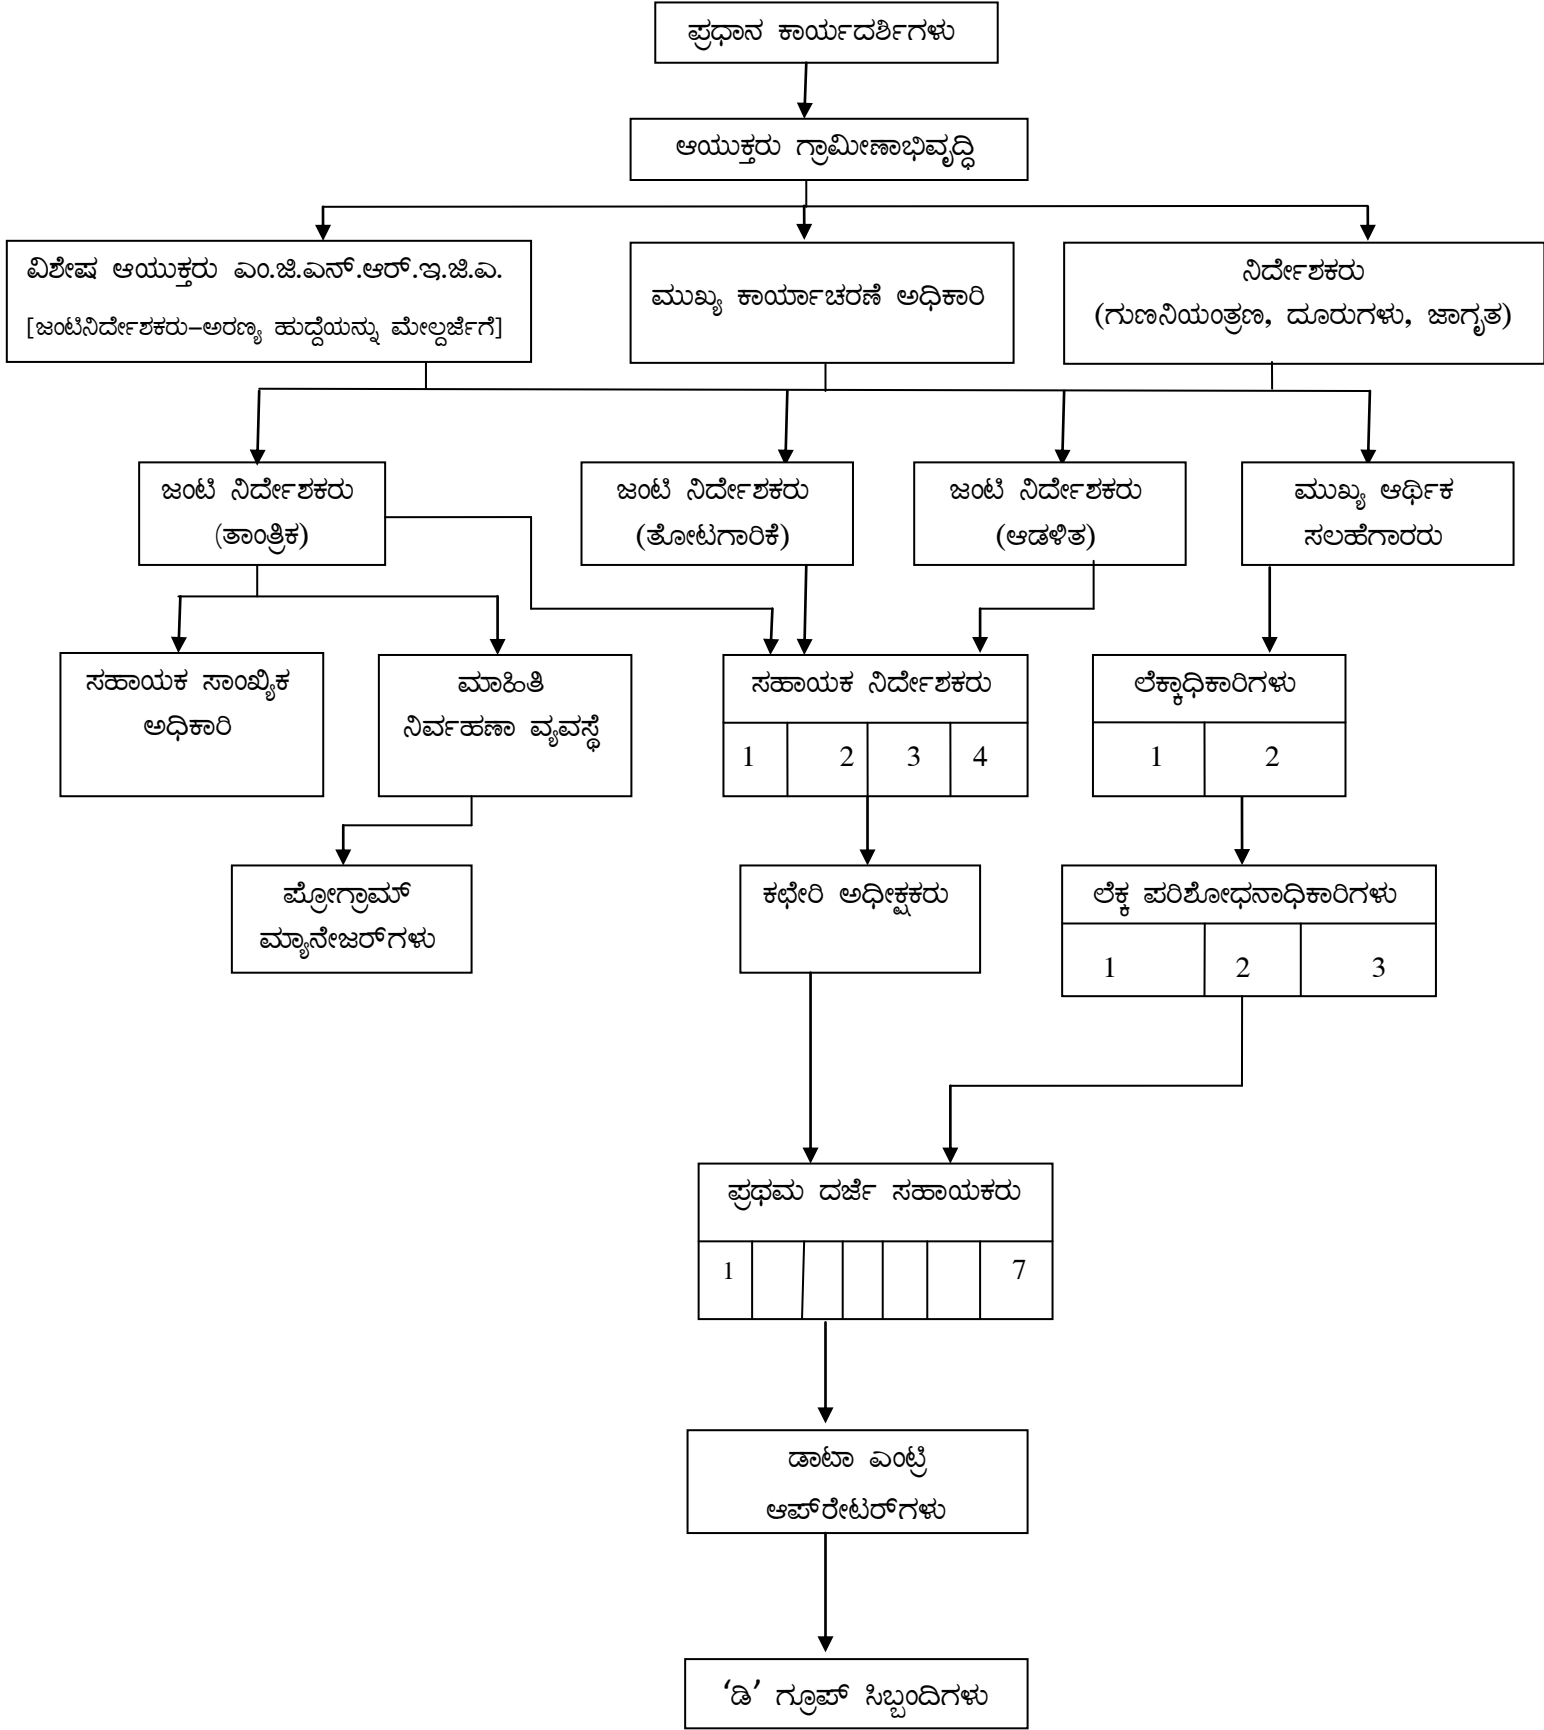 ಪ್ರಧಾನ ಕಾರ್ಯದರ್ಶಿಗಳು
ಆಯುಕ್ತರು ಗ್ರಾಮೀಣಾಭಿವೃದ್ಧಿ
ವಿಶೇಷ ಆಯುಕ್ತರು ಎಂ.ಜಿ.ಎನ್.ಆರ್.ಇ.ಜಿ.ಎ.
[ಜಂಟಿನಿರ್ದೇಶಕರು–ಅರಣ್ಯ ಹುದ್ದೆಯನ್ನು ಮೇಲ್ದರ್ಜೆಗೆ]
ಮುಖ್ಯ ಕಾರ್ಯಾಚರಣೆ ಅಧಿಕಾರಿ
ನಿರ್ದೇಶಕರು
(ಗುಣನಿಯಂತ್ರಣ, ದೂರುಗಳು, ಜಾಗೃತ)
ಜಂಟಿ ನಿರ್ದೇಶಕರು
(ತಾಂತ್ರಿಕ)
ಜಂಟಿ ನಿರ್ದೇಶಕರು
(ತೋಟಗಾರಿಕೆ)
ಜಂಟಿ ನಿರ್ದೇಶಕರು
(ಆಡಳಿತ)
ಮುಖ್ಯ ಆರ್ಥಿಕ
ಸಲಹೆಗಾರರು
ಸಹಾಯಕ ಸಾಂಖ್ಯಿಕ
ಅಧಿಕಾರಿ
ಮಾಹಿತಿ
ನಿರ್ವಹಣಾ ವ್ಯವಸ್ಥೆ
ಸಹಾಯಕ ನಿರ್ದೇಶಕರು
1 2 3 4
ಲೆಕ್ಕಾಧಿಕಾರಿಗಳು
1 2
ಪ್ರೋಗ್ರಾಮ್
ಮ್ಯಾನೇಜರ್‌ಗಳು
ಕಛೇರಿ ಅಧೀಕ್ಷಕರು
ಲೆಕ್ಕ ಪರಿಶೋಧನಾಧಿಕಾರಿಗಳು
1 2 3
ಪ್ರಥಮ ದರ್ಜೆ ಸಹಾಯಕರು
1 7
ಡಾಟಾ ಎಂಟ್ರಿ
ಆಪ್‌ರೇಟರ್‌ಗಳು
‘ಡಿ’ ಗ್ರೂಪ್ ಸಿಬ್ಬಂದಿಗಳು